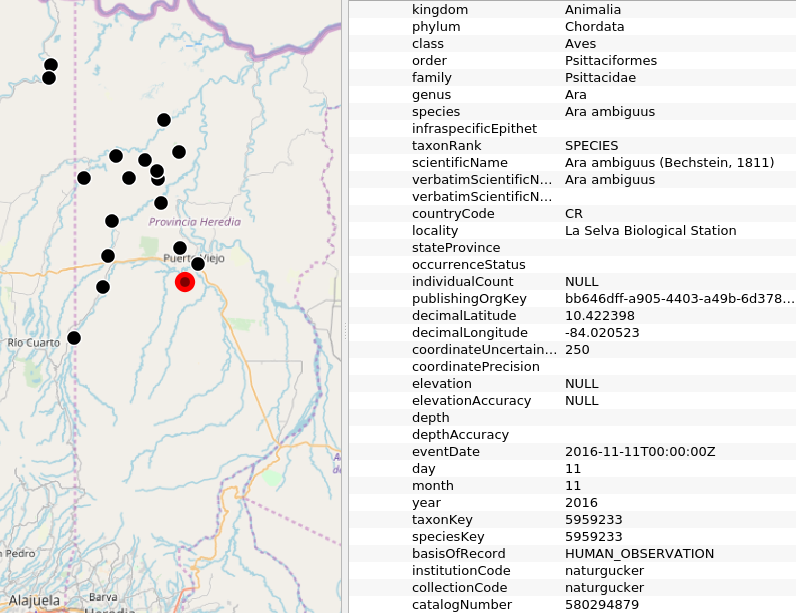 Provincia Heredia
Puerto Viejo
Río Cuarto
Pedro
Alajuela
Barva
Heredia
kingdom Animalia
phylum Chordata
class Aves
order Psittaciformes
family Psittacidae
genus Ara
species Ara ambiguus
infraspecificEpithet
taxonRank SPECIES
scientificName Ara ambiguus (Bechstein, 1811)
verbatimScientificN... Ara ambiguus
verbatimScientificN...
countryCode CR
locality La Selva Biological Station
stateProvince
occurrenceStatus
individualCount NULL
publishingOrgKey bb646dff-a905-4403-a49b-6d378...
decimalLatitude 10.422398
decimalLongitude -84.020523
coordinateUncertain... 250
coordinatePrecision
elevation NULL
elevationAccuracy NULL
depth
depthAccuracy
eventDate 2016-11-11T00:00:00Z
day 11
month 11
year 2016
taxonKey 5959233
speciesKey 5959233
basisOfRecord HUMAN_OBSERVATION
institutionCode naturgucker
collectionCode naturgucker
catalogNumber 580294879